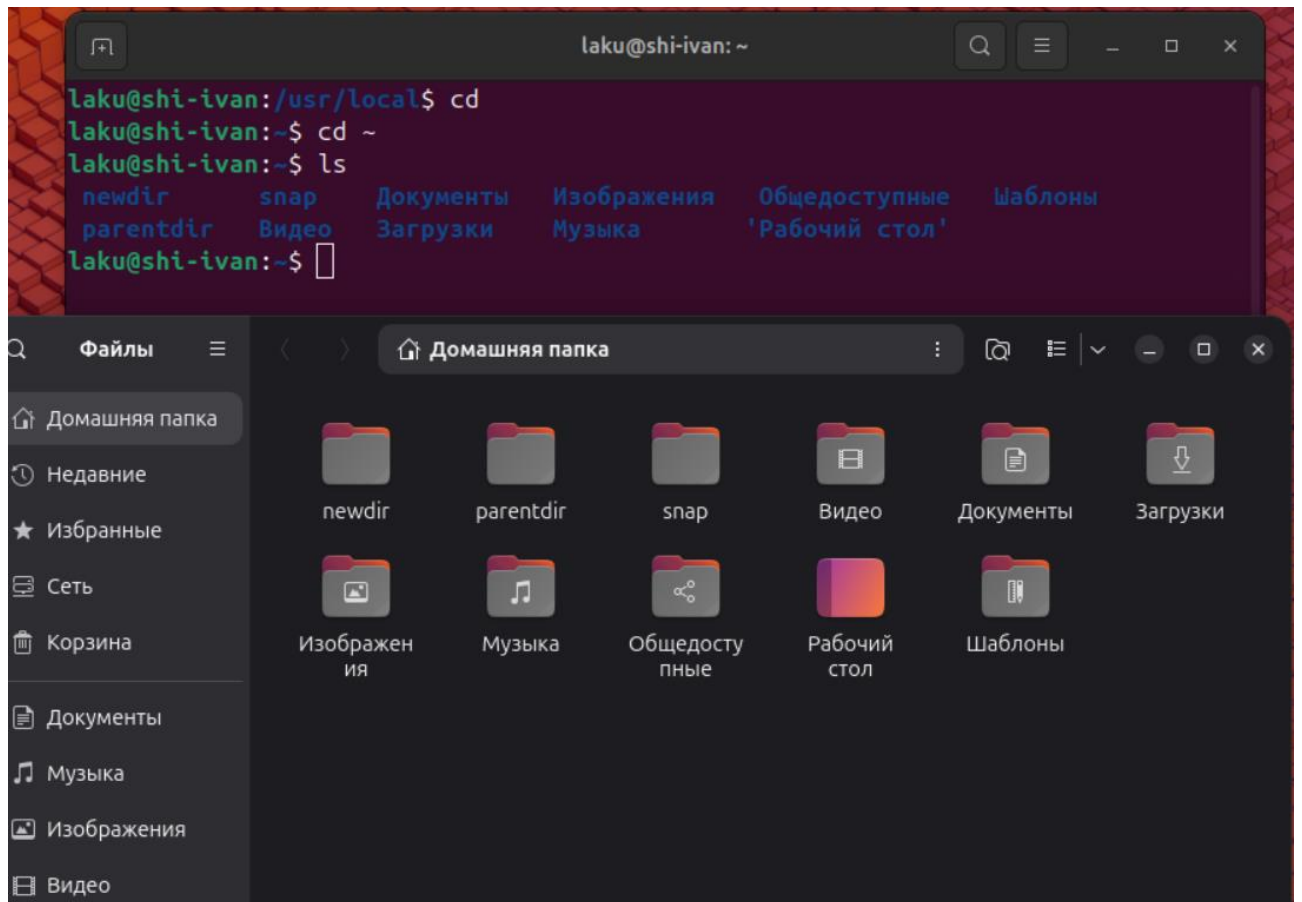 laku@shi-ivan: ~
laku@shi-ivan:/usr/local$ cd
laku@shi-ivan:~$ cd ~
laku@shi-ivan:~$ ls
newdir snap Документы Изображения Общедоступные Шаблоны
parentdir Видео Загрузки Музыка 'Рабочий стол'
laku@shi-ivan:~$
Файлы
Домашняя папка
Домашняя папка
Недавние
Избранные
Сеть
Корзина
Документы
Музыка
Изображения
Видео
newdir parentdir snap Видео Документы Загрузки
Изображен Музыка Общедосту Рабочий Шаблоны
ия пные стол